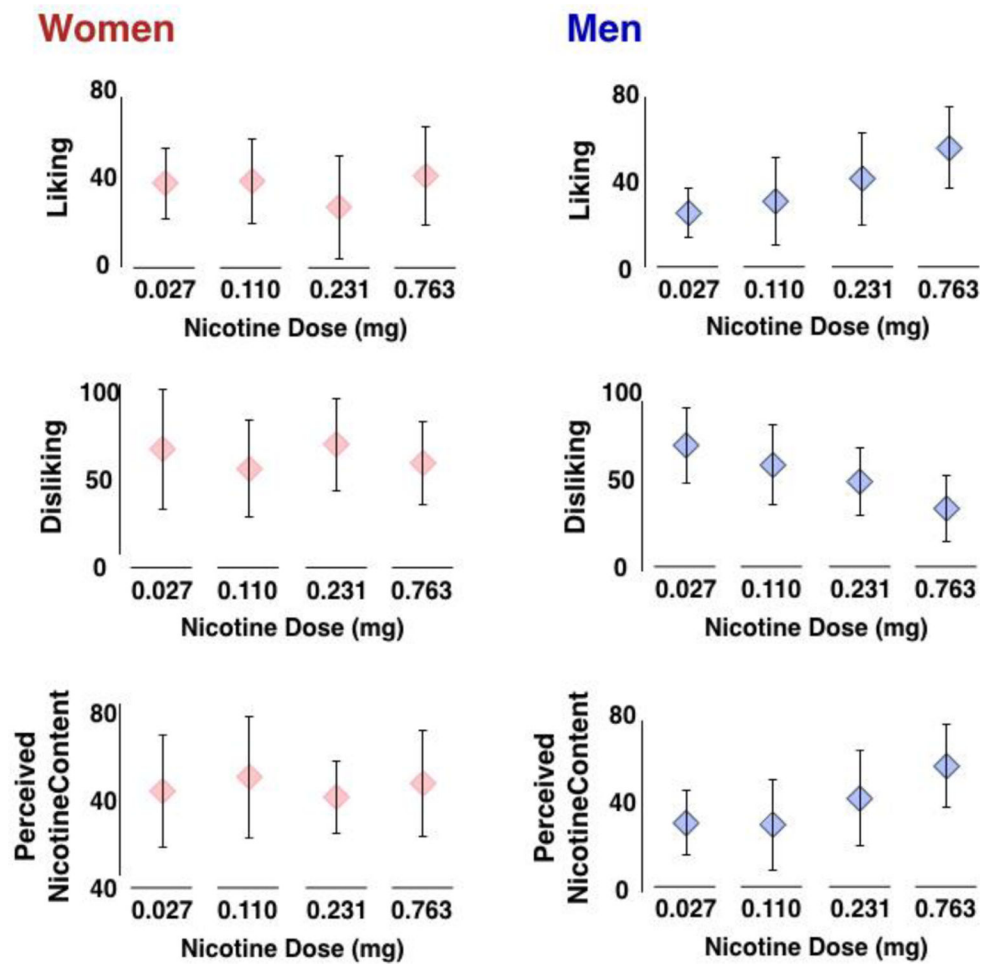 Women
80
Liking
40
0
0.027 0.110 0.231 0.763
Nicotine Dose (mg)
100
Disliking
50
0
0.027 0.110 0.231 0.763
Nicotine Dose (mg)
80
Perceived
NicotineContent
40
40
0.027 0.110 0.231 0.763
Nicotine Dose (mg)
Men
80
Liking
40
0
0.027 0.110 0.231 0.763
Nicotine Dose (mg)
100
Disliking
50
0
0.027 0.110 0.231 0.763
Nicotine Dose (mg)
80
Perceived
NicotineContent
40
0
0.027 0.110 0.231 0.763
Nicotine Dose (mg)